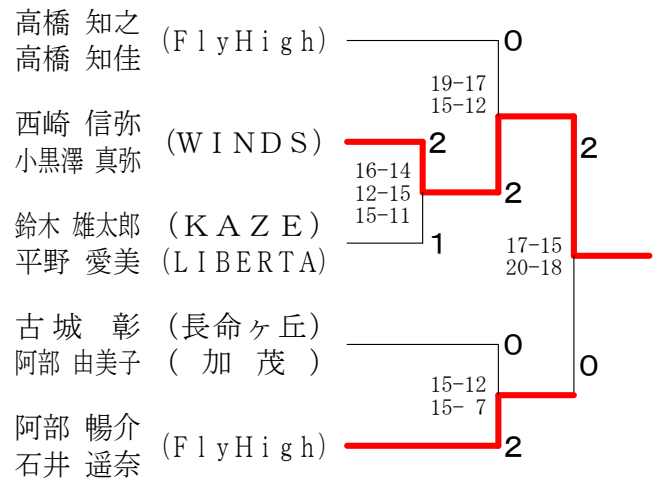 高橋 知之
高橋 知佳
(FlyHigh)
0
19-17
15-12
西崎 信弥
小黒澤 真弥
(WINDS)
2
2
16-14
12-15
15-11
2
鈴木 雄太郎 (KAZE)
平野 愛美 (LIBERTA)
1
17-15
20-18
古城 彰 (長命ヶ丘)
阿部 由美子 (加茂)
0
0
15-12
15- 7
阿部 暢介
石井 遥奈
(FlyHigh)
2